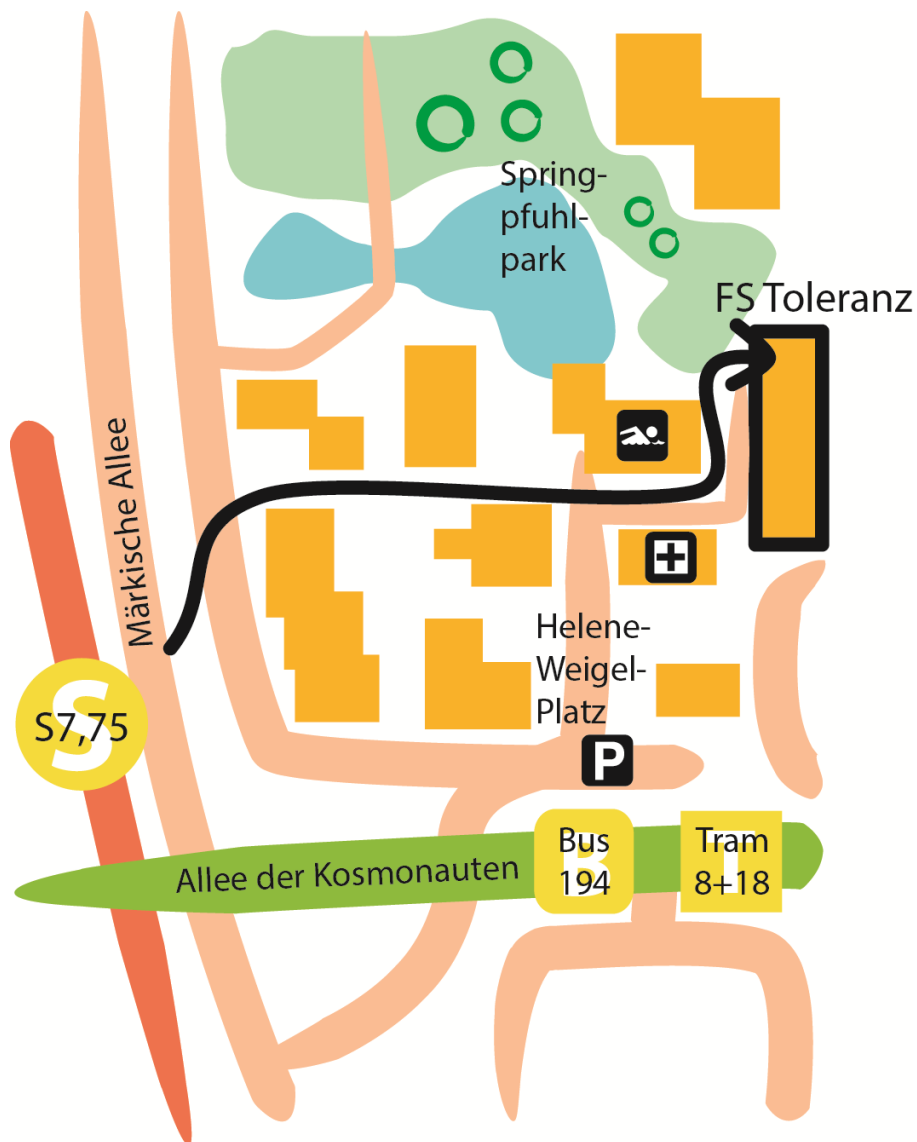 Spring-
pfuhl-
park
FS Toleranz
Märkische Allee
Helene-
Weigel-
Platz
S
S7,75
P
Allee der Kosmonauten
B
Bus
194
T
Tram
8+18